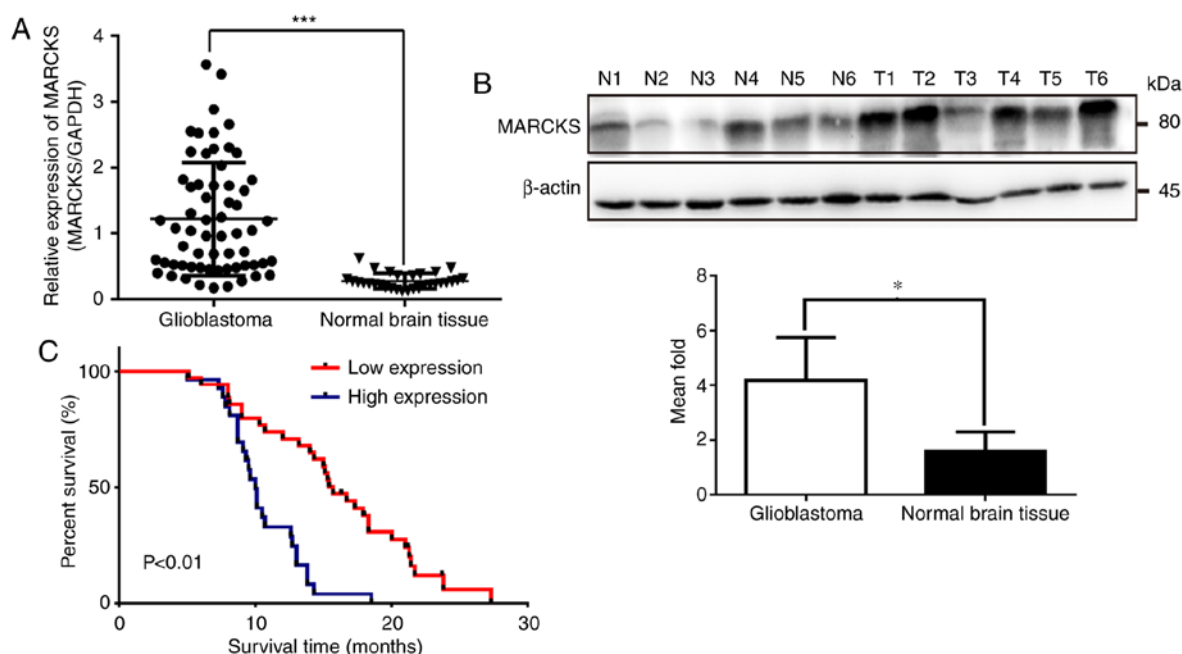 A
Relative expression of MARCKS
(MARCKS/GAPDH)
4
3
2
1
0
***
Glioblastoma
Normal brain tissue
B
N1 N2 N3 N4 N5 N6 T1 T2 T3 T4 T5 T6
kDa
MARCKS
80
β-actin
45
Mean fold
8
6
4
2
0
*
Glioblastoma
Normal brain tissue
C
Percent survival (%)
100
50
0
Low expression
High expression
P<0.01
0 10 20 30
Survival time (months)